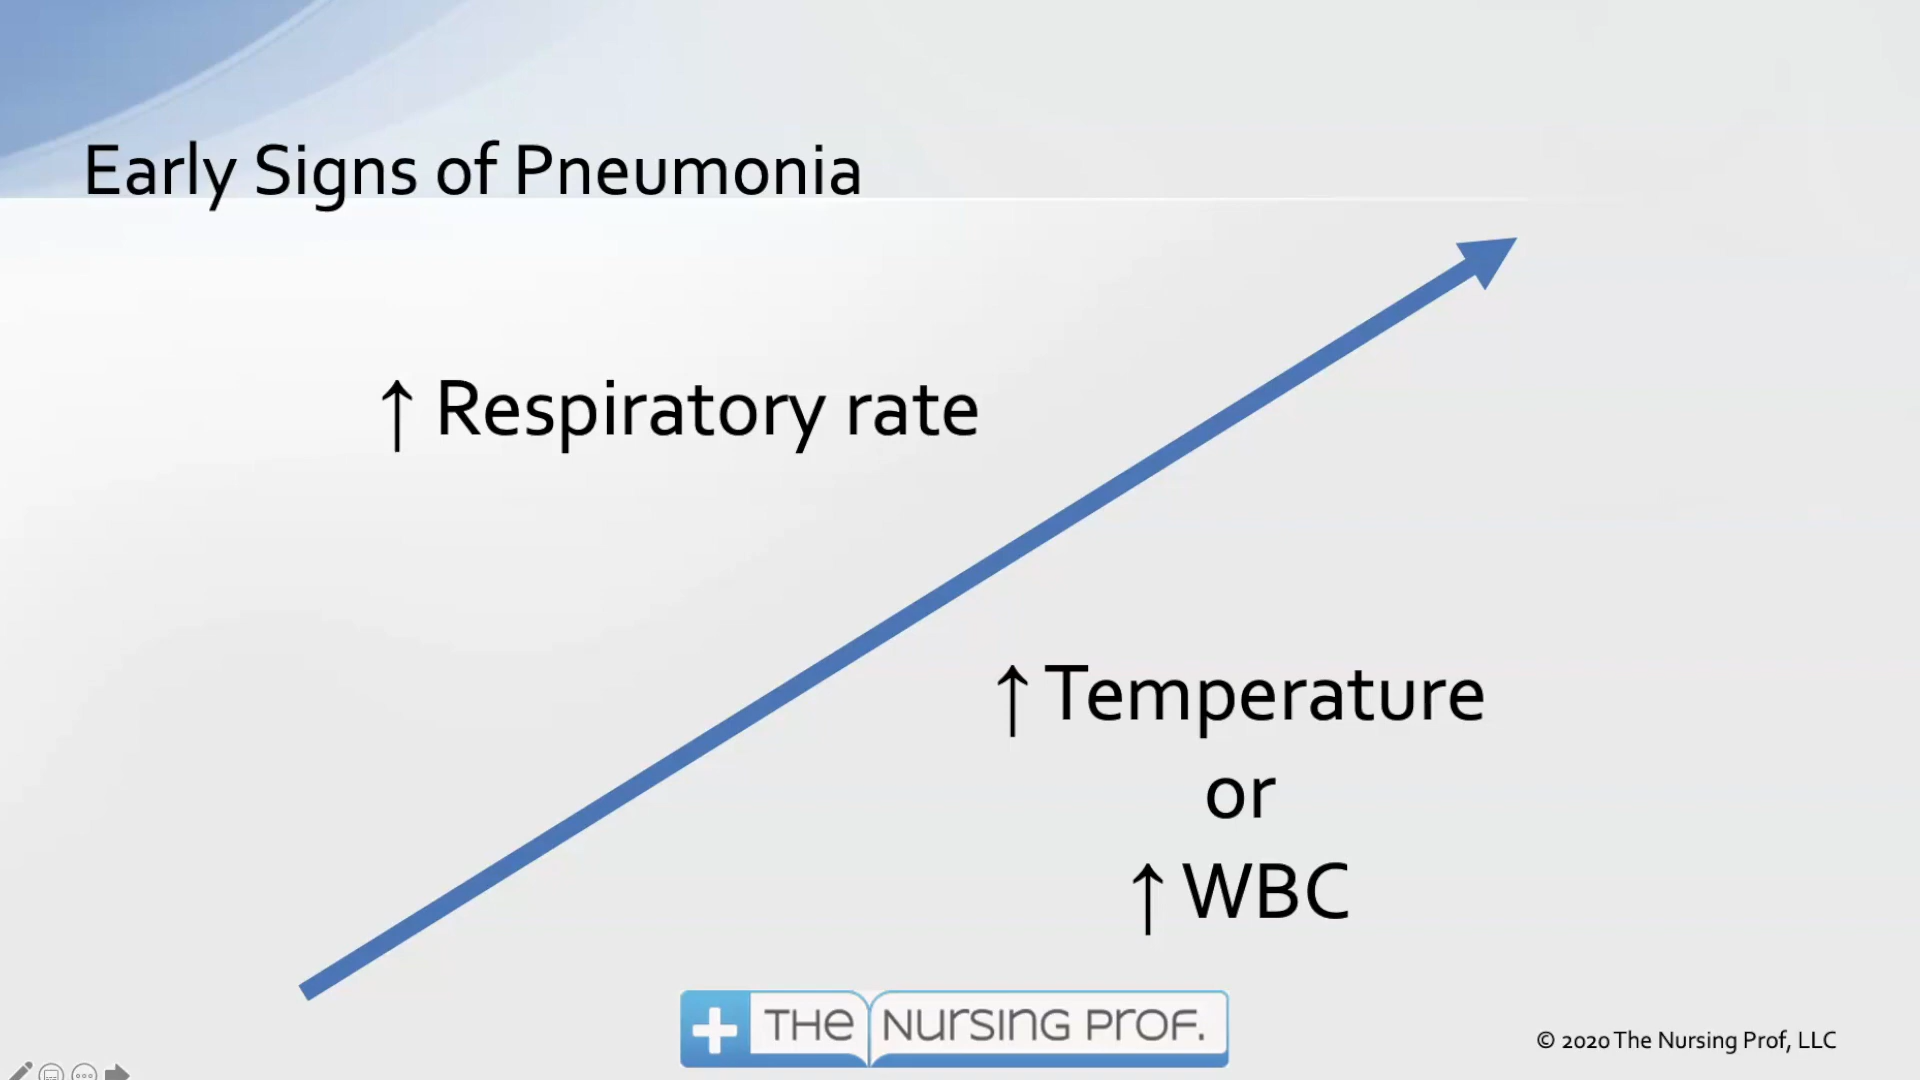 Early Signs of Pneumonia
↑ Respiratory rate
↑ Temperature
or
↑ WBC
THE NURSING PROF.
© 2020 The Nursing Prof, LLC